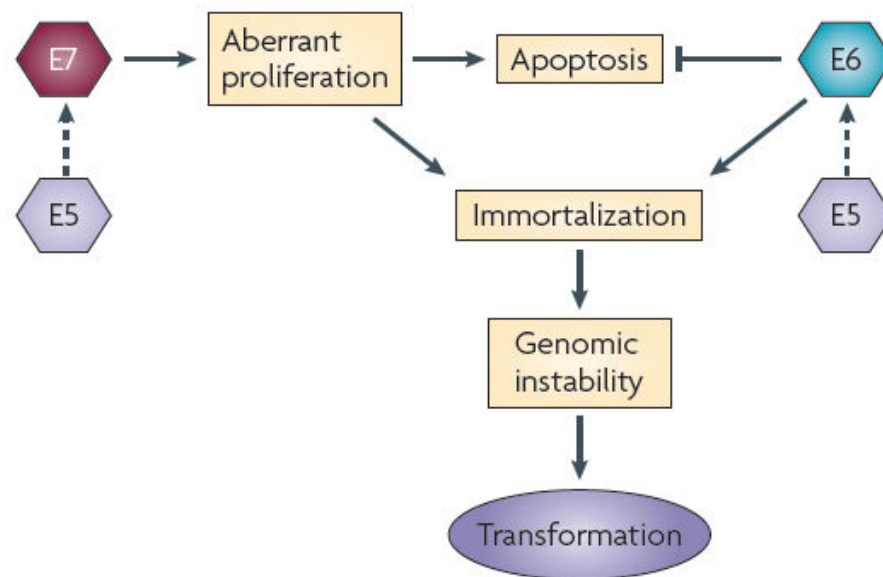 E7
Aberrant
proliferation
Apoptosis
E6
E5
E5
Immortalization
Genomic
instability
Transformation